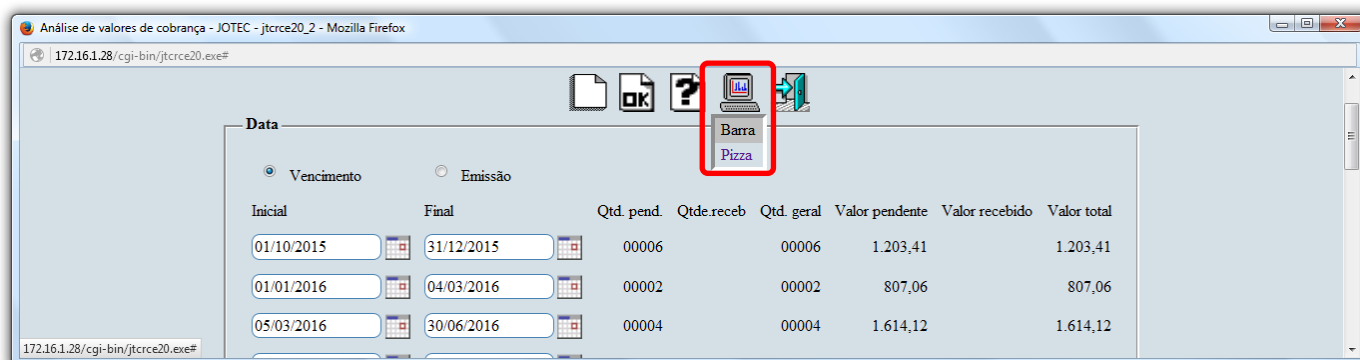 Análise de valores de cobrança - JOTEC - jtcrce20_2 - Mozilla Firefox
172.16.1.28/cgi-bin/jtcrce20.exe#
OK ?
Barra
Pizza
Data
Vencimento Emissão
Inicial Final Qtd. pend. Qtde.receb Qtd. geral Valor pendente Valor recebido Valor total
01/10/2015 31/12/2015 00006 00006 1.203,41 1.203,41
01/01/2016 04/03/2016 00002 00002 807,06 807,06
05/03/2016 30/06/2016 00004 00004 1.614,12 1.614,12
172.16.1.28/cgi-bin/jtcrce20.exe#